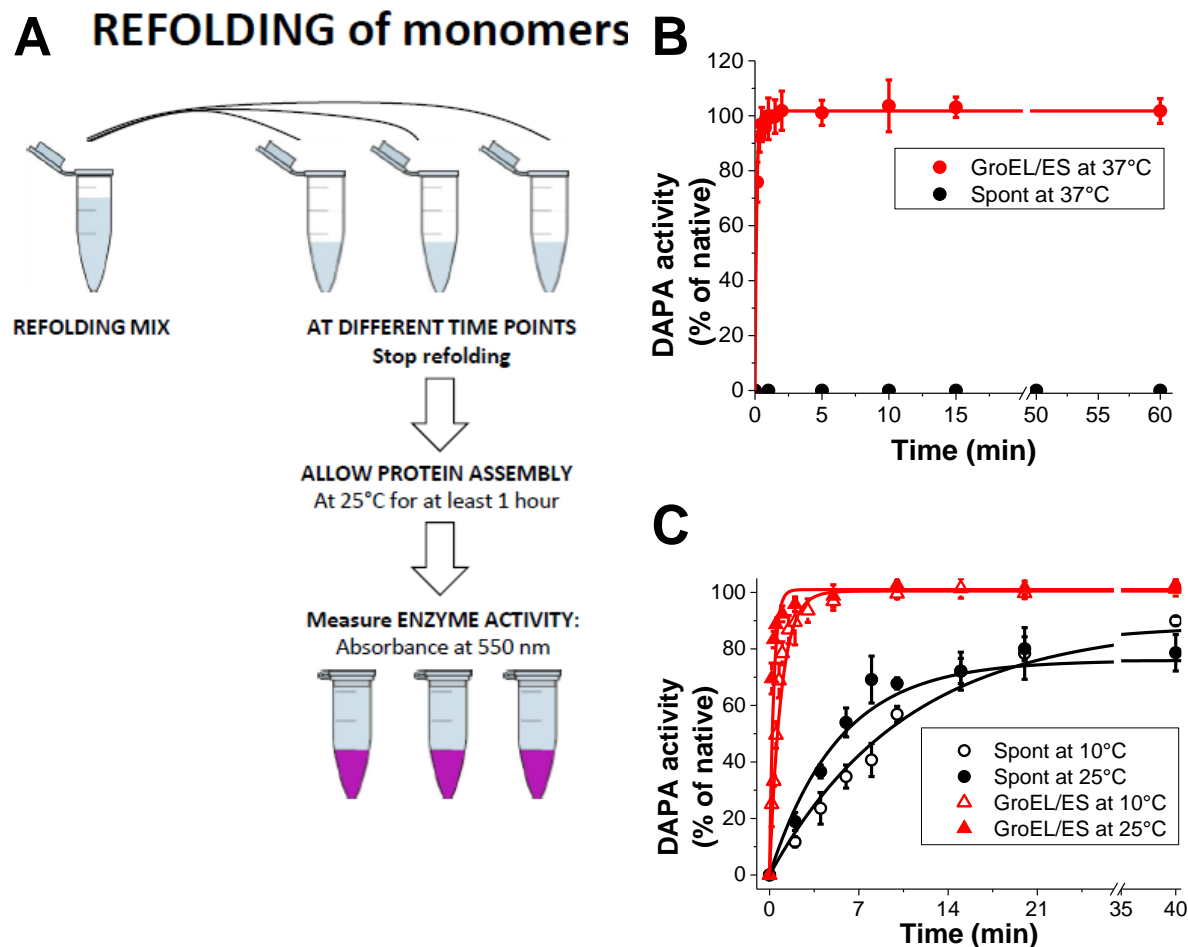 A
REFOLDING of monomers
REFOLDING MIX
AT DIFFERENT TIME POINTS
Stop refolding
ALLOW PROTEIN ASSEMBLY
At 25°C for at least 1 hour
Measure ENZYME ACTIVITY:
Absorbance at 550 nm
B
DAPA activity
(% of native)
120
100
80
60
40
20
0
GroEL/ES at 37°C
Spont at 37°C
0 5 10 15 50 55 60
Time (min)
C
DAPA activity
(% of native)
100
80
60
40
20
0
Spont at 10°C
Spont at 25°C
GroEL/ES at 10°C
GroEL/ES at 25°C
0 7 14 21 35 40
Time (min)